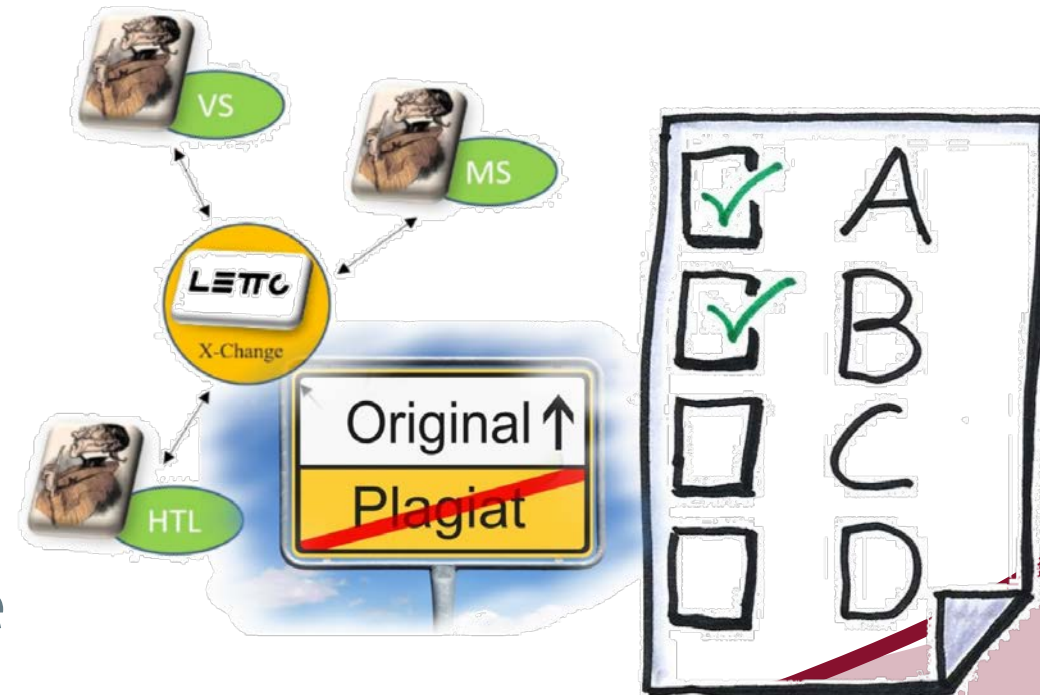 VS
MS
LETTO
X-Change
HTL
Original
Plagiat
A
B
C
D
e